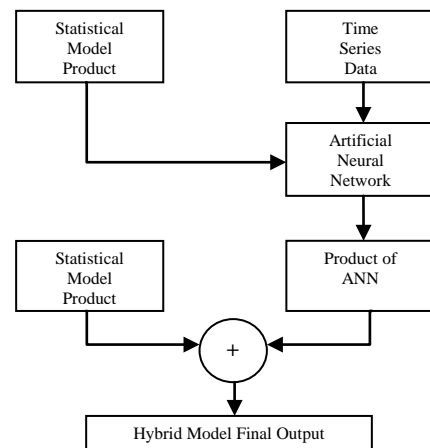 Statistical
Model
Product
Time
Series
Data
Artificial
Neural
Network
Statistical
Model
Product
Product of
ANN
+
Hybrid Model Final Output